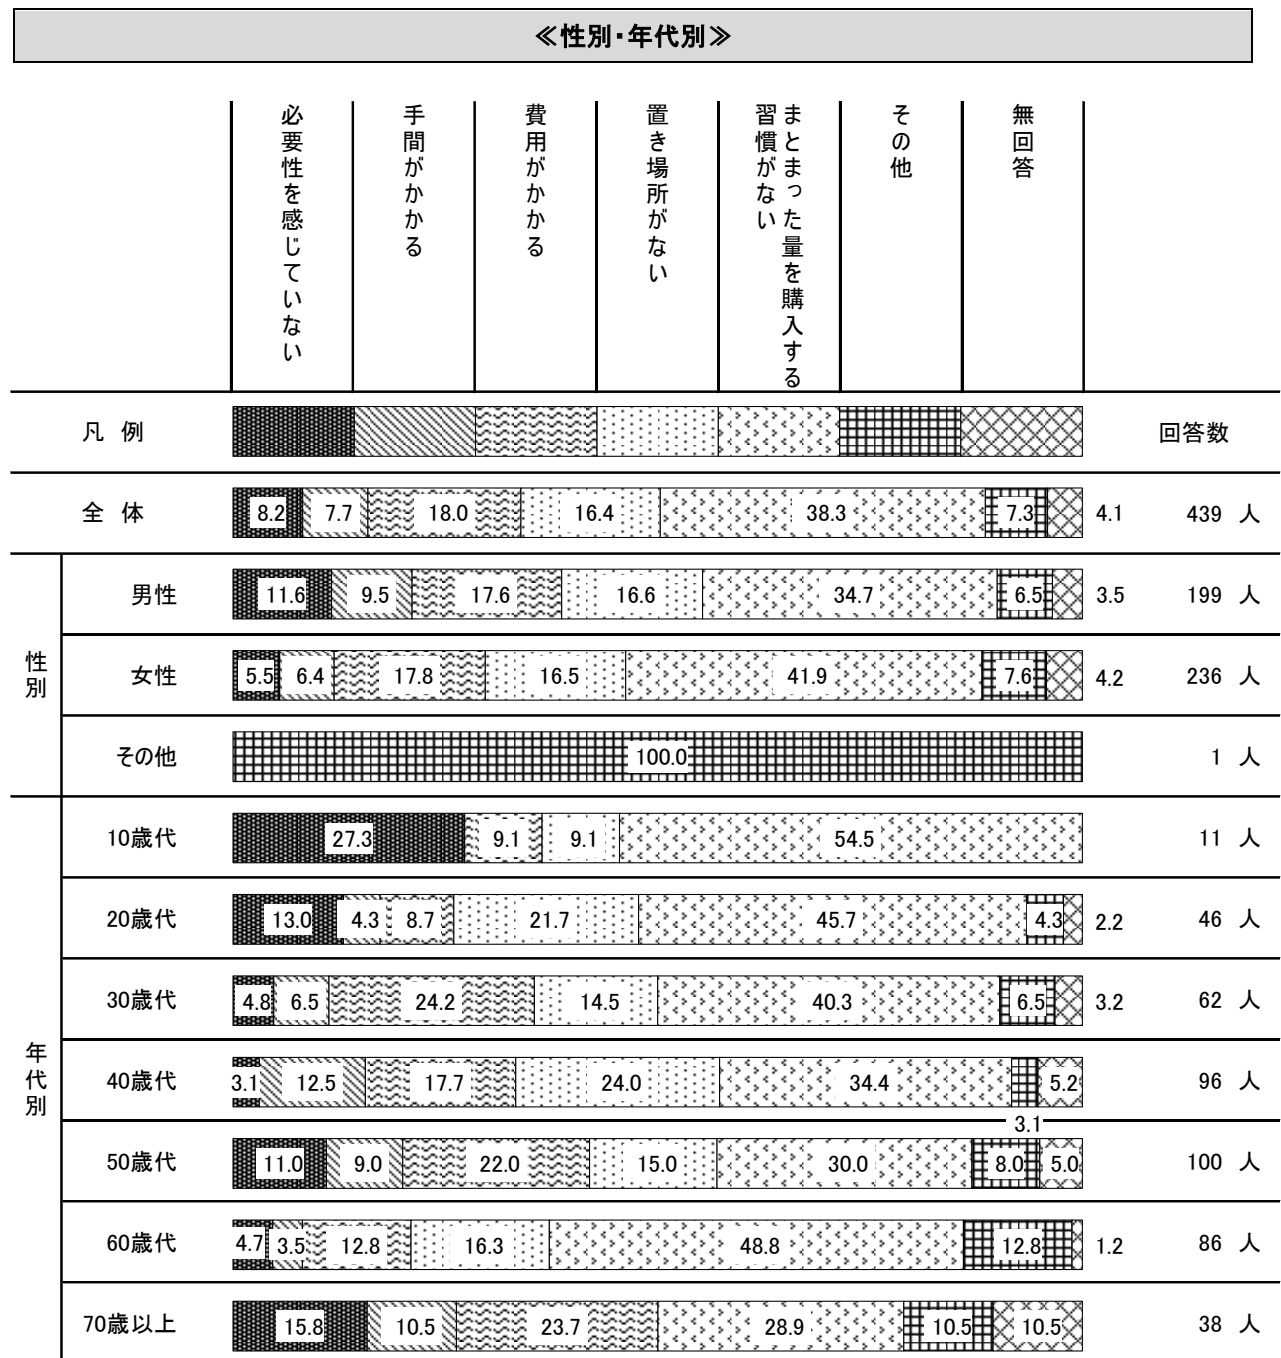 ≪性別・年代別≫
必要性を感じていない
手間がかかる
費用がかかる
置き場所がない
まとまった量を購入する
習慣がない
その他
無回答
凡 例 回答数
全 体 8.2 7.7 18.0 16.4 38.3 7.3 4.1 439 人
性別
男性 11.6 9.5 17.6 16.6 34.7 6.5 3.5 199 人
女性 5.5 6.4 17.8 16.5 41.9 7.6 4.2 236 人
その他 100.0 1 人
年代別
10歳代 27.3 9.1 9.1 54.5 11 人
20歳代 13.0 4.3 8.7 21.7 45.7 4.3 2.2 46 人
30歳代 4.8 6.5 24.2 14.5 40.3 6.5 3.2 62 人
40歳代 3.1 12.5 17.7 24.0 34.4 3.1 5.2 96 人
50歳代 11.0 9.0 22.0 15.0 30.0 8.0 5.0 100 人
60歳代 4.7 3.5 12.8 16.3 48.8 12.8 1.2 86 人
70歳以上 15.8 10.5 23.7 28.9 10.5 10.5 38 人